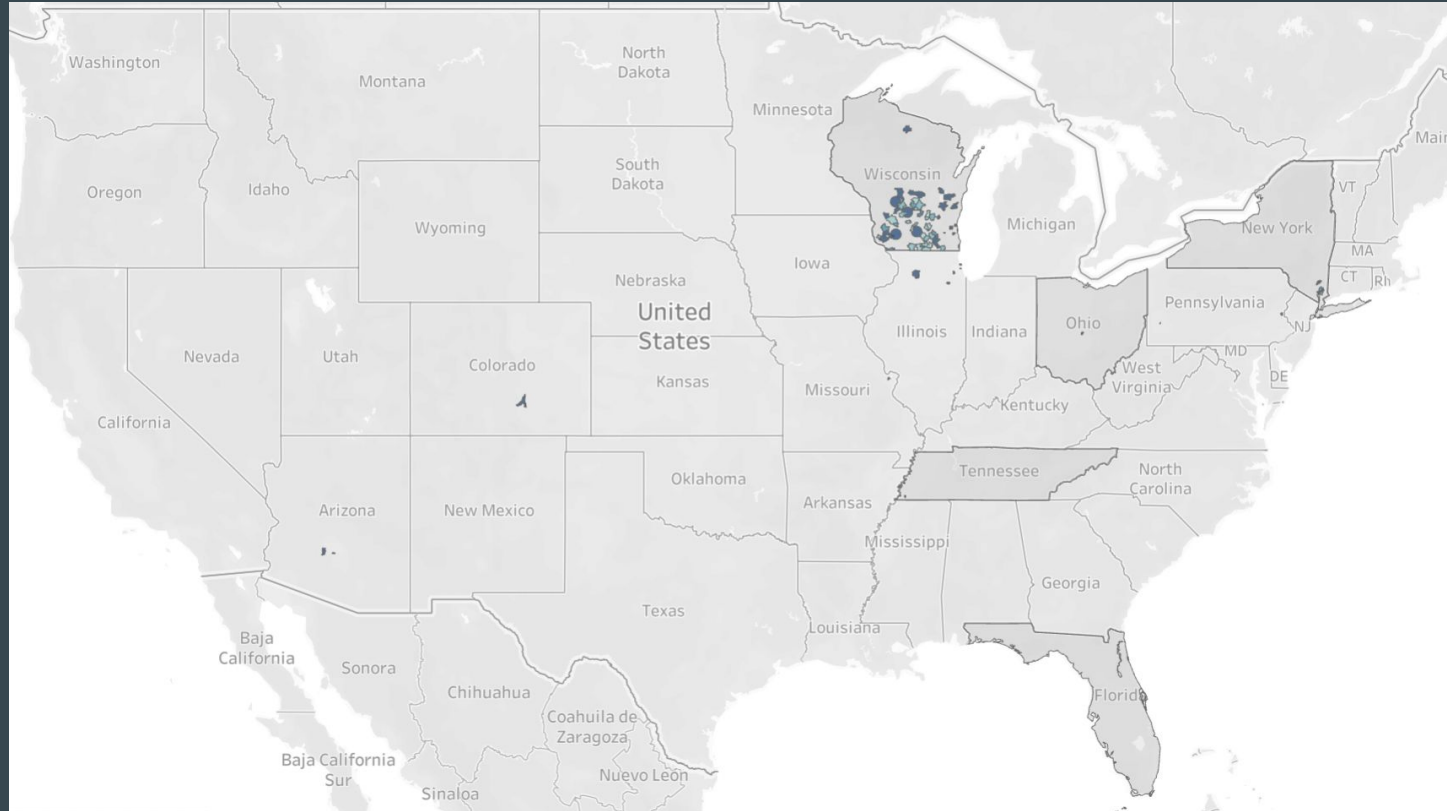 Washington
Montana
North
Dakota
Minnesota
Mair
Oregon
Idaho
South
Dakota
Wisconsin
VT
Wyoming
Michigan
New York
MA
CT
Nebraska
Iowa
Pennsylvania
United
States
Illinois
Indiana
Ohio
NJ
Nevada
Utah
Colorado
Kansas
Missouri
West
Virginia
MD
DE
California
Kentucky
Oklahoma
Tennessee
North
Carolina
Arizona
New Mexico
Arkansas
Mississippi
Georgia
Texas
Louisiana
Baja
California
Sonora
Chihuahua
Florid
Coahuila de
Zaragoza
Baja California
Sur
Nuevo León
Sinaloa